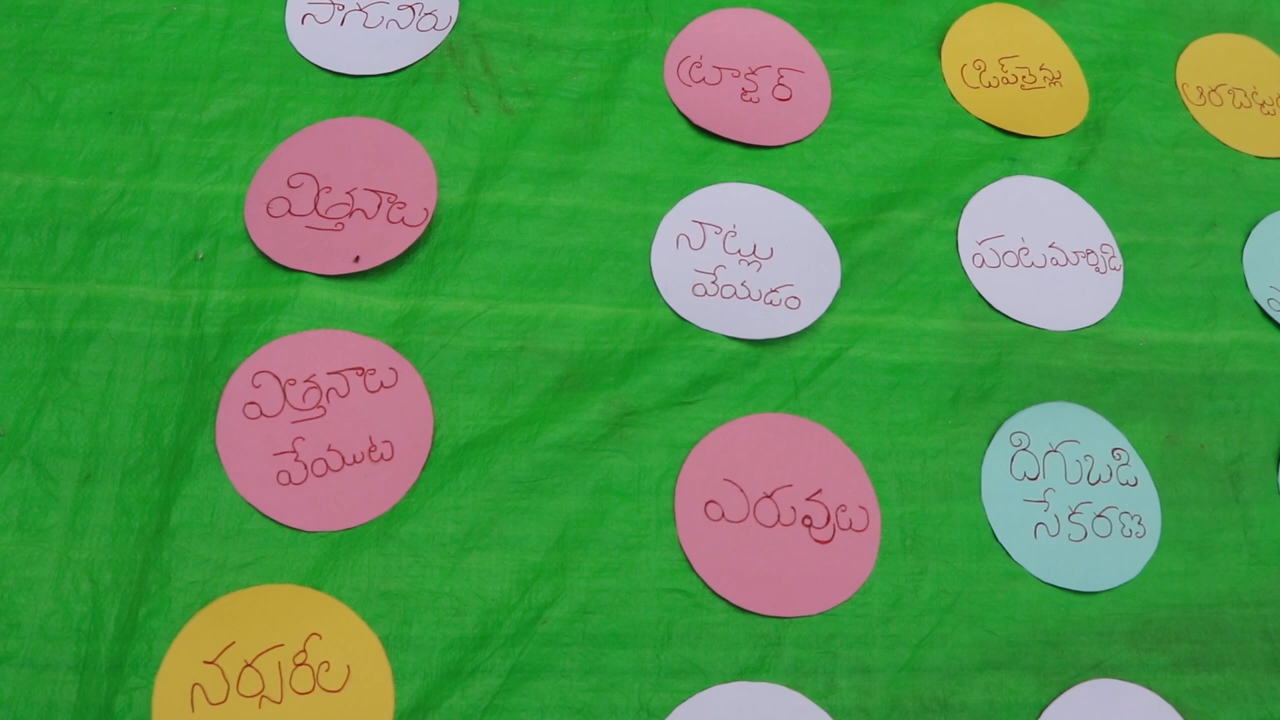 సాగునీరు
ట్రాక్టర్
డ్రిప్‌లైన్లు
విత్తనాలు
నాట్లు
వేయడం
పంటమార్పిడి
విత్తనాలు
వేయుట
ఎరువులు
దిగుబడి
సేకరణ
నర్సరీల